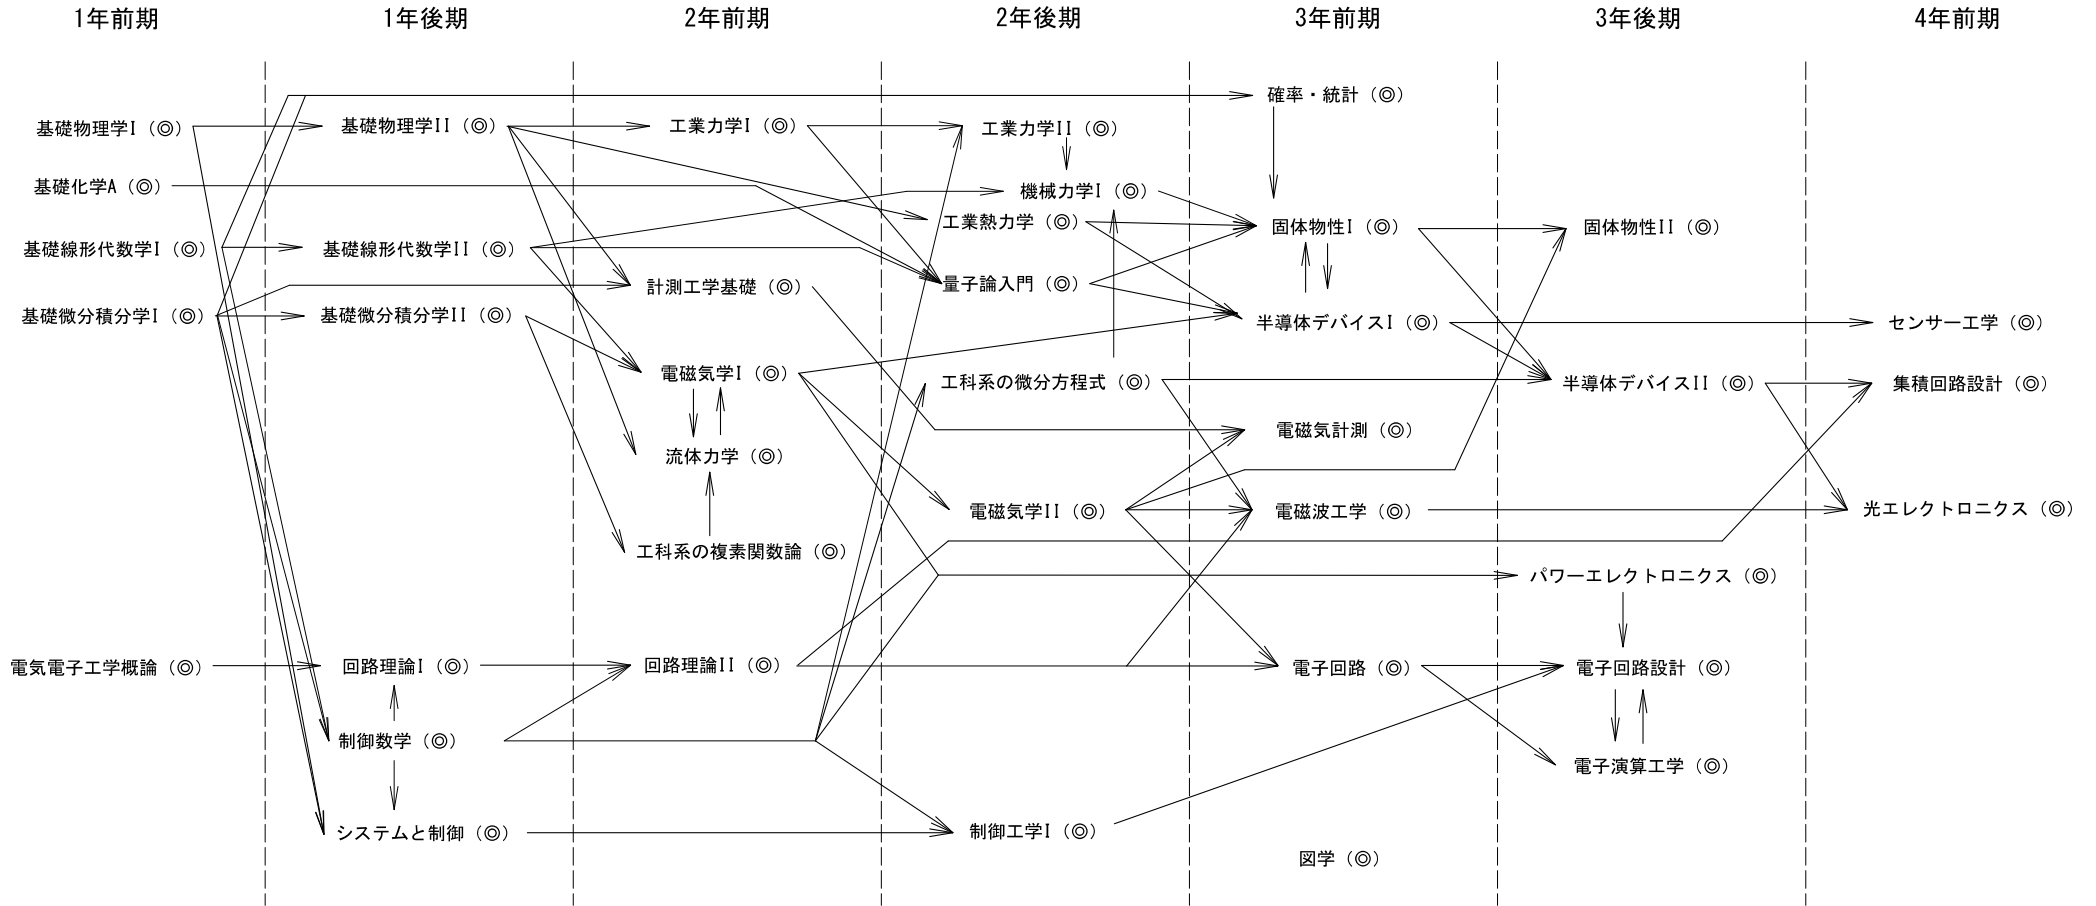 1年前期
1年後期
2年前期
2年後期
3年前期
3年後期
4年前期
基礎物理学I（◎）
基礎化学A（◎）
基礎線形代数学I（◎）
基礎微分積分学I（◎）
電気電子工学概論（◎）
基礎物理学II（◎）
基礎線形代数学II（◎）
基礎微分積分学II（◎）
回路理論I（◎）
制御数学（◎）
システムと制御（◎）
工業力学I（◎）
計測工学基礎（◎）
電磁気学I（◎）
流体力学（◎）
工科系の複素関数論（◎）
回路理論II（◎）
工業力学II（◎）
機械力学I（◎）
工業熱力学（◎）
量子論入門（◎）
工科系の微分方程式（◎）
電磁気学II（◎）
制御工学I（◎）
確率・統計（◎）
固体物性I（◎）
半導体デバイスI（◎）
電磁気計測（◎）
電磁波工学（◎）
電子回路（◎）
図学（◎）
固体物性II（◎）
半導体デバイスII（◎）
パワーエレクトロニクス（◎）
電子回路設計（◎）
電子演算工学（◎）
センサー工学（◎）
集積回路設計（◎）
光エレクトロニクス（◎）